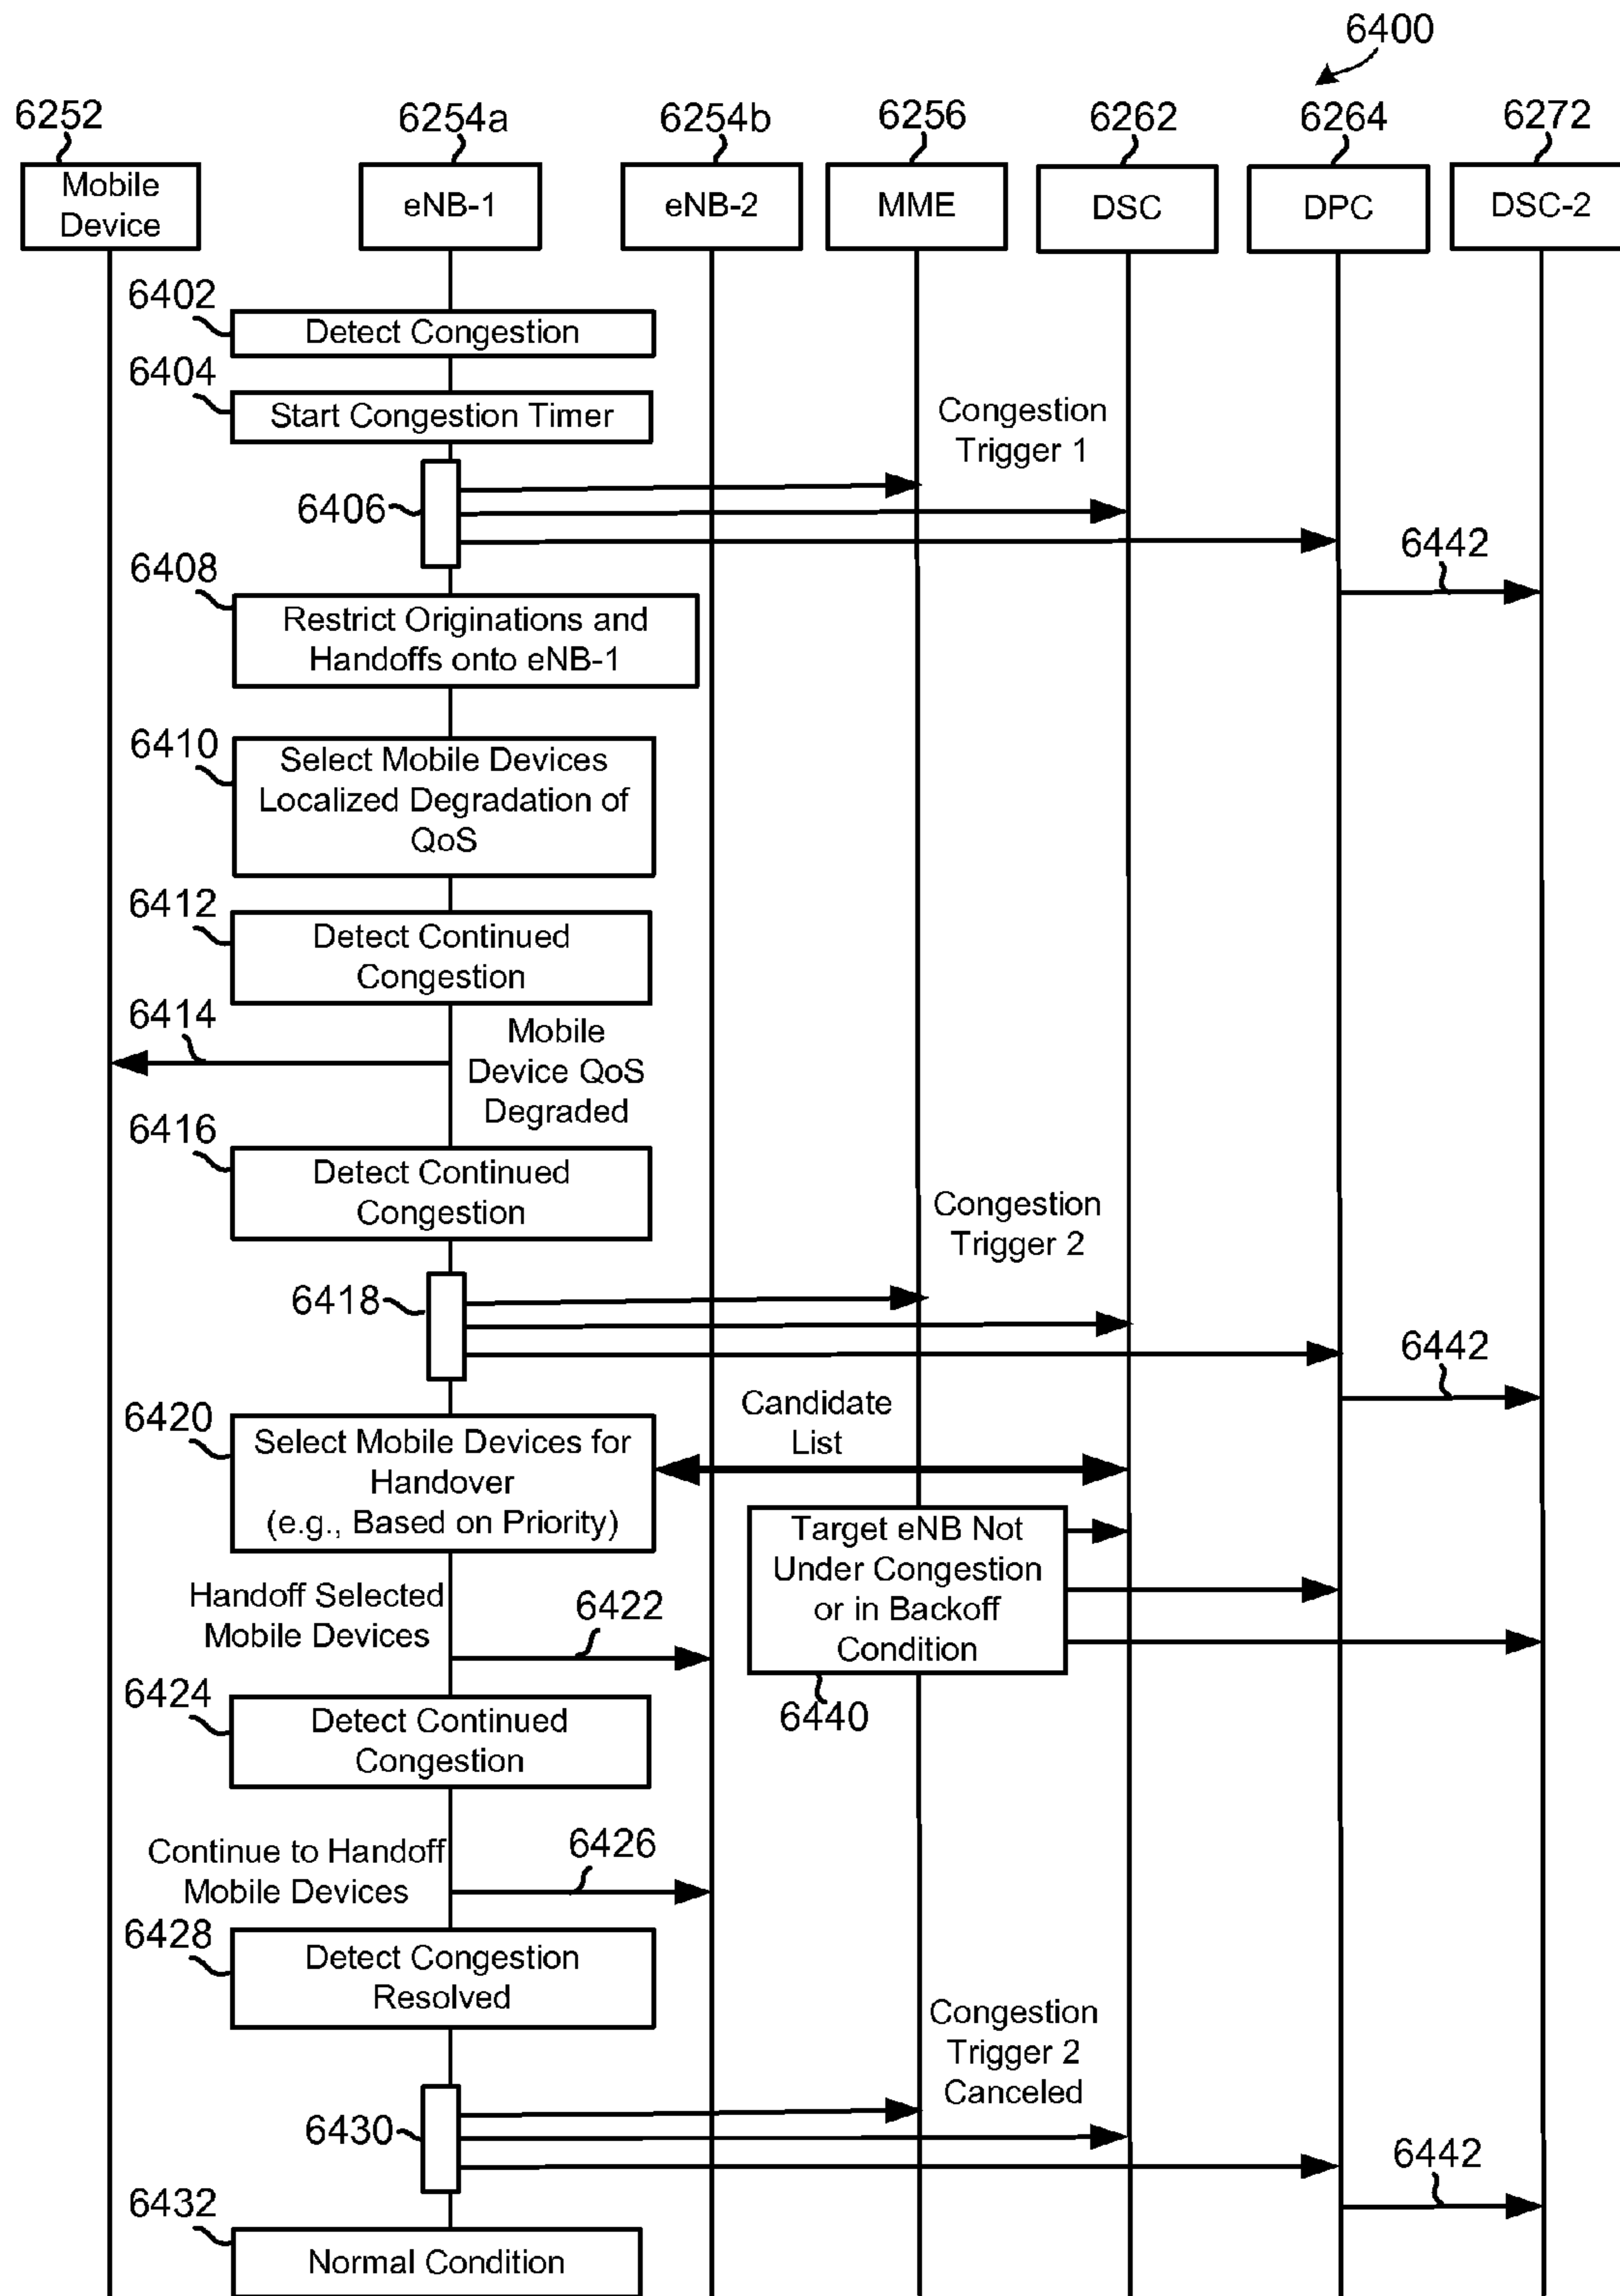 6400
6252
6254a
6254b
6256
6262
6264
6272
Mobile
Device
eNB-1
eNB-2
MME
DSC
DPC
DSC-2
6402
Detect Congestion
6404
Start Congestion Timer
Congestion
Trigger 1
6406
6442
6408
Restrict Originations and
Handoffs onto eNB-1
6410
Select Mobile Devices
Localized Degradation of
QoS
6412
Detect Continued
Congestion
6414
Mobile
Device QoS
Degraded
6416
Detect Continued
Congestion
Congestion
Trigger 2
6418
6442
6420
Select Mobile Devices for
Handover
(e.g., Based on Priority)
Candidate
List
Target eNB Not
Under Congestion
or in Backoff
Condition
6440
Handoff Selected
Mobile Devices
6422
6424
Detect Continued
Congestion
Continue to Handoff
Mobile Devices
6426
6428
Detect Congestion
Resolved
Congestion
Trigger 2
Canceled
6430
6442
6432
Normal Condition